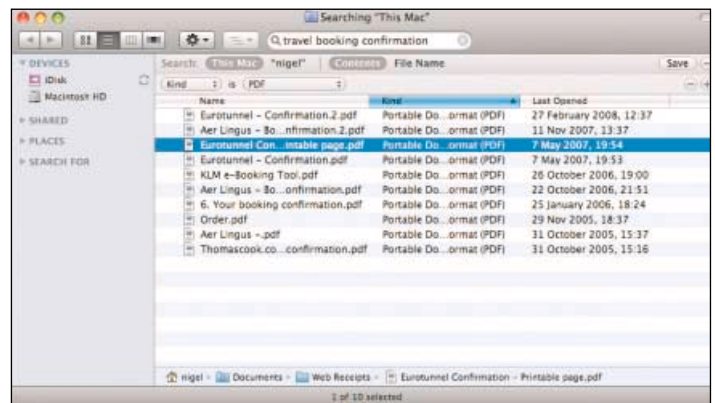 Searching "This Mac"
travel booking confirmation
DEVICES
iDisk
Macintosh HD
SHARED
PLACES
SEARCH FOR
Search: This Mac "nigel" Contents File Name Save
Kind is PDF
Name Kind Last Opened
Eurotunnel – Confirmation.2.pdf Portable Do...ormat (PDF) 27 February 2008, 12:37
Aer Lingus – Bo...nfirmation.2.pdf Portable Do...ormat (PDF) 11 Nov 2007, 13:37
Eurotunnel Con...intable page.pdf Portable Do...ormat (PDF) 7 May 2007, 19:54
Eurotunnel – Confirmation.pdf Portable Do...ormat (PDF) 7 May 2007, 19:53
KLM e-Booking Tool.pdf Portable Do...ormat (PDF) 26 October 2006, 19:00
Aer Lingus – Bo...onfirmation.pdf Portable Do...ormat (PDF) 22 October 2006, 21:51
6. Your booking confirmation.pdf Portable Do...ormat (PDF) 25 January 2006, 18:24
Order.pdf Portable Do...ormat (PDF) 29 Nov 2005, 18:37
Aer Lingus -.pdf Portable Do...ormat (PDF) 31 October 2005, 15:37
Thomascook.co...confirmation.pdf Portable Do...ormat (PDF) 31 October 2005, 15:16
nigel Documents Web Receipts Eurotunnel Confirmation – Printable page.pdf
1 of 10 selected